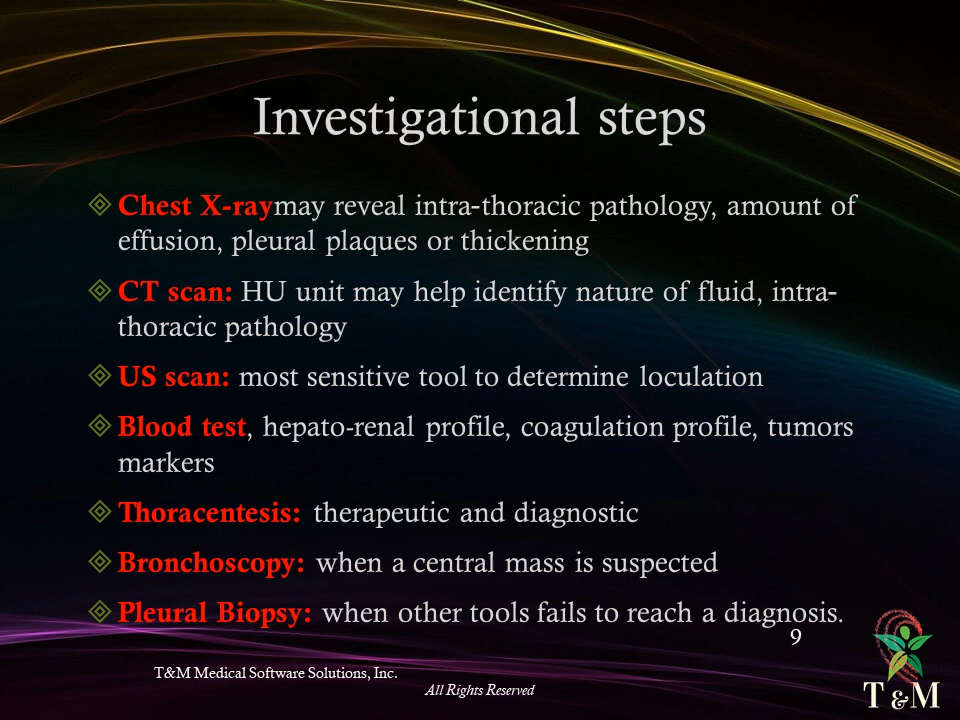 Investigational steps
Chest X-raymay reveal intra-thoracic pathology, amount of
effusion, pleural plaques or thickening
CT scan: HU unit may help identify nature of fluid, intra-
thoracic pathology
US scan: most sensitive tool to determine loculation
Blood test, hepato-renal profile, coagulation profile, tumors
markers
Thoracentesis: therapeutic and diagnostic
Bronchoscopy: when a central mass is suspected
Pleural Biopsy: when other tools fails to reach a diagnosis.
9
T&M Medical Software Solutions, Inc.
All Rights Reserved
T & M